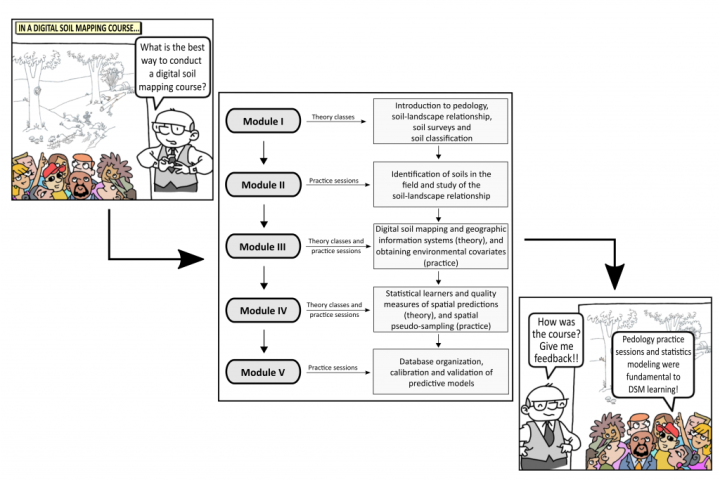 IN A DIGITAL SOIL MAPPING COURSE...
What is the best
way to conduct
a digital soil
mapping course?
Module I
Theory classes
Introduction to pedology,
soil-landscape relationship,
soil surveys and
soil classification
Module II
Practice sessions
Identification of soils in the
field and study of the
soil-landscape relationship
Module III
Theory classes and
practice sessions
Digital soil mapping and geographic
information systems (theory), and
obtaining environmental covariates
(practice)
Module IV
Theory classes and
practice sessions
Statistical learners and quality
measures of spatial predictions
(theory), and spatial
pseudo-sampling (practice)
Module V
Practice sessions
Database organization,
calibration and validation of
predictive models
How was
the course?
Give me
feedback!!
Pedology practice
sessions and statistics
modeling were
fundamental to
DSM learning!